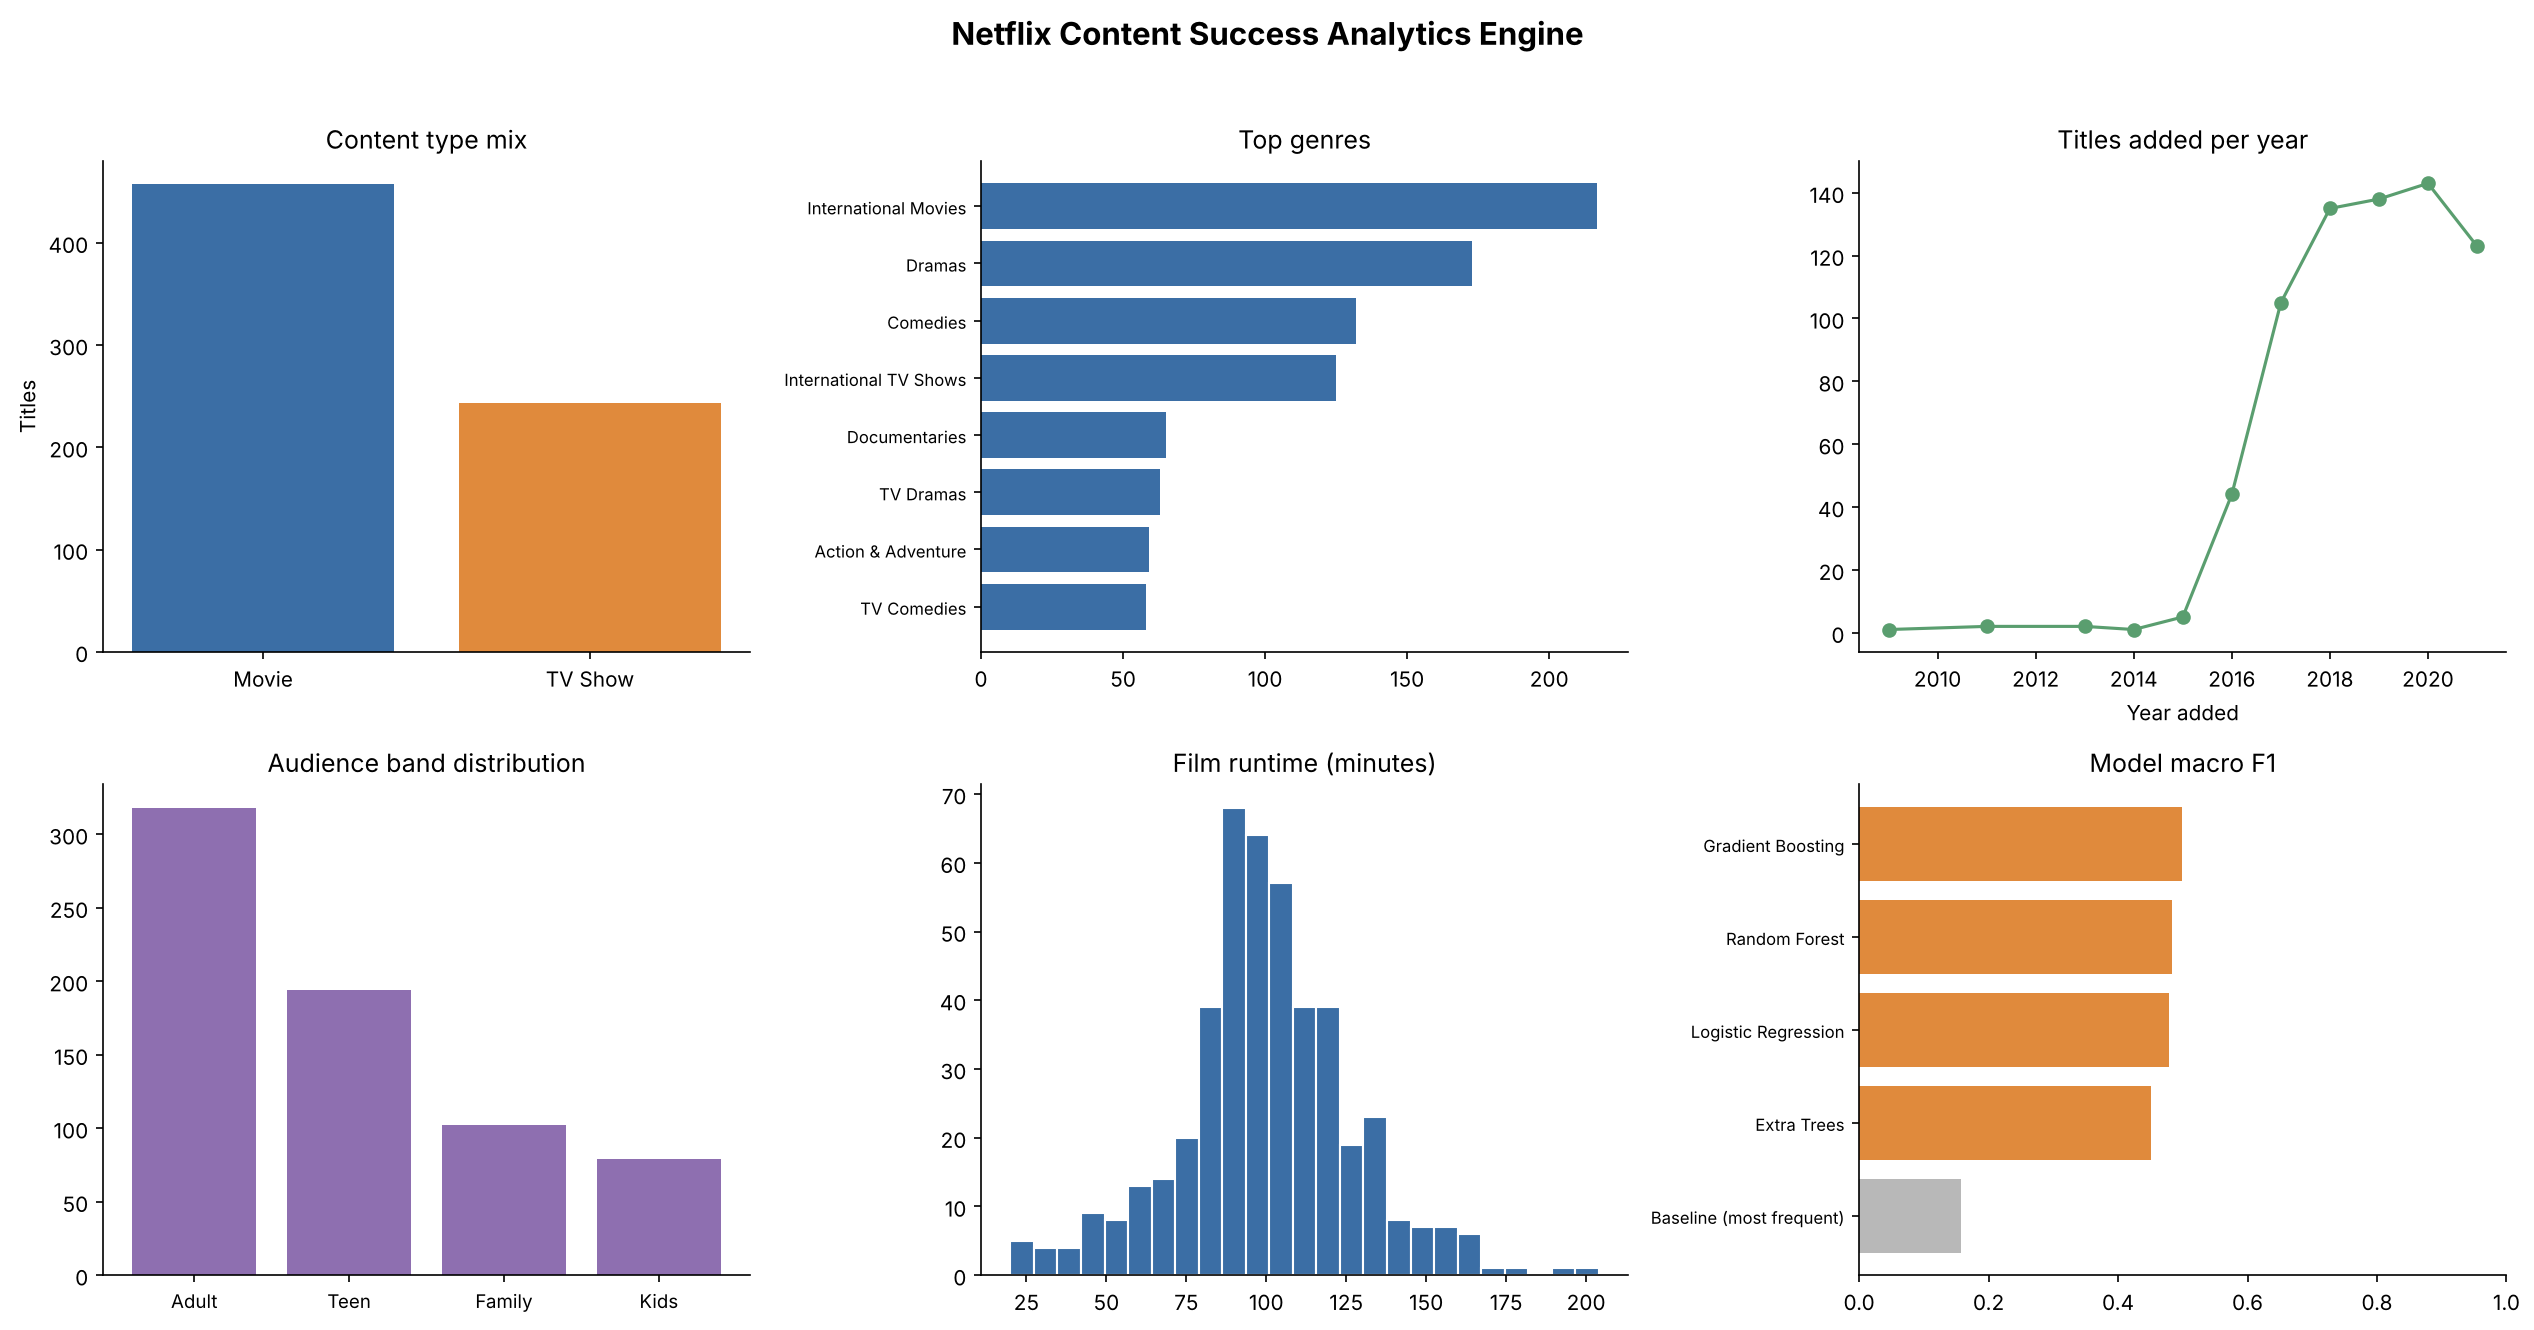 Netflix Content Success Analytics Engine
Content type mix
Titles
400
300
200
100
0
Movie TV Show
Top genres
International Movies
Dramas
Comedies
International TV Shows
Documentaries
TV Dramas
Action & Adventure
TV Comedies
0 50 100 150 200
Titles added per year
140
120
100
80
60
40
20
0
2010 2012 2014 2016 2018 2020
Year added
Audience band distribution
300
250
200
150
100
50
0
Adult Teen Family Kids
Film runtime (minutes)
70
60
50
40
30
20
10
0
25 50 75 100 125 150 175 200
Model macro F1
Gradient Boosting
Random Forest
Logistic Regression
Extra Trees
Baseline (most frequent)
0.0 0.2 0.4 0.6 0.8 1.0